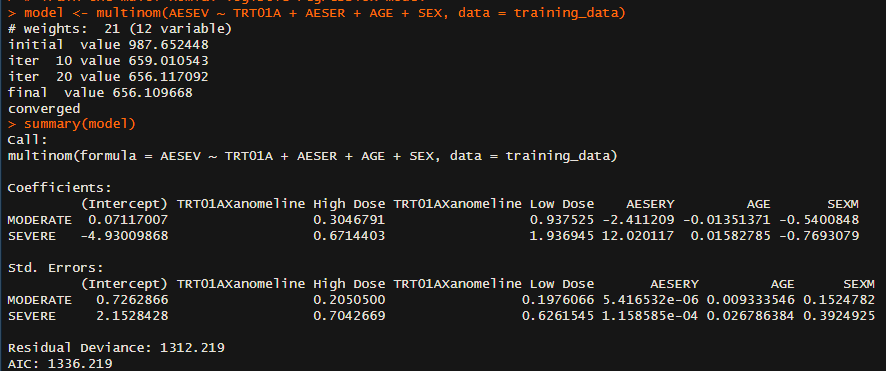 > model <- multinom(AESEV ~ TRT01A + AESER + AGE + SEX, data = training_data)
# weights:  21 (12 variable)
initial  value 987.652448
iter  10 value 659.010543
iter  20 value 656.117092
final  value 656.109668
converged
> summary(model)
Call:
multinom(formula = AESEV ~ TRT01A + AESER + AGE + SEX, data = training_data)

Coefficients:
         (Intercept) TRT01AXanomeline High Dose TRT01AXanomeline Low Dose     AESERY         AGE       SEXM
MODERATE  0.07117007                  0.3046791                  0.937525 -2.411209 -0.01351371 -0.5400848
SEVERE   -4.93009868                  0.6714403                  1.936945 12.020117  0.01582785 -0.7693079

Std. Errors:
         (Intercept) TRT01AXanomeline High Dose TRT01AXanomeline Low Dose       AESERY         AGE      SEXM
MODERATE   0.7262866                  0.2050500                 0.1976066 5.416532e-06 0.009333546 0.1524782
SEVERE     2.1528428                  0.7042669                 0.6261545 1.158585e-04 0.026786384 0.3924925

Residual Deviance: 1312.219
AIC: 1336.219